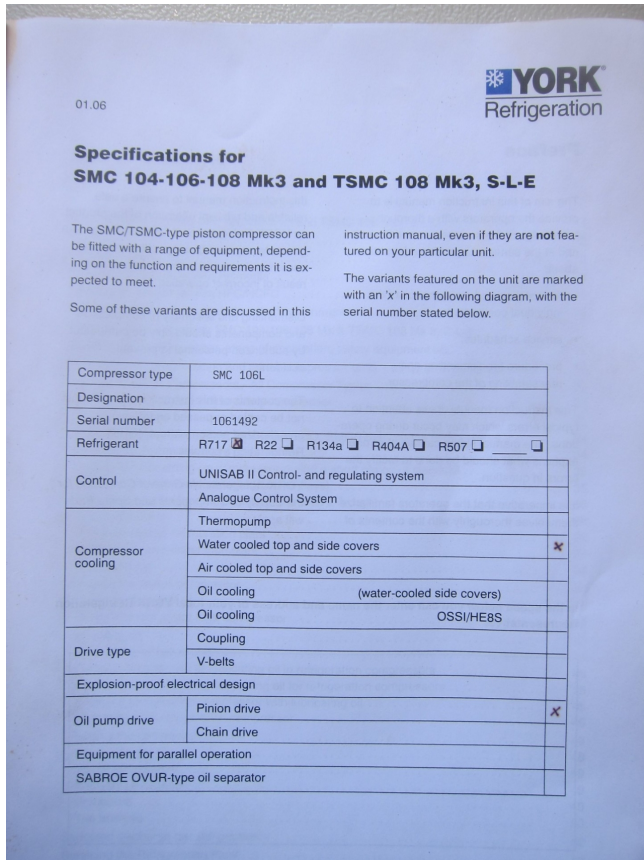 YORK®
Refrigeration
01.06
Specifications for
SMC 104-106-108 Mk3 and TSMC 108 Mk3, S-L-E
The SMC/TSMC-type piston compressor can
be fitted with a range of equipment, depend-
ing on the function and requirements it is ex-
pected to meet.
Some of these variants are discussed in this
instruction manual, even if they are not fea-
tured on your particular unit.
The variants featured on the unit are marked
with an 'x' in the following diagram, with the
serial number stated below.
Compressor type SMC 106L
Designation
Serial number 1061492
Refrigerant R717 ☒ R22 ❏ R134a ❏ R404A ❏ R507 ❏ _____ ❏
Control
UNISAB II Control- and regulating system
Analogue Control System
Compressor
cooling
Thermopump
Water cooled top and side covers x
Air cooled top and side covers
Oil cooling (water-cooled side covers)
Oil cooling OSSI/HE8S
Drive type
Coupling
V-belts
Explosion-proof electrical design
Oil pump drive
Pinion drive x
Chain drive
Equipment for parallel operation
SABROE OVUR-type oil separator